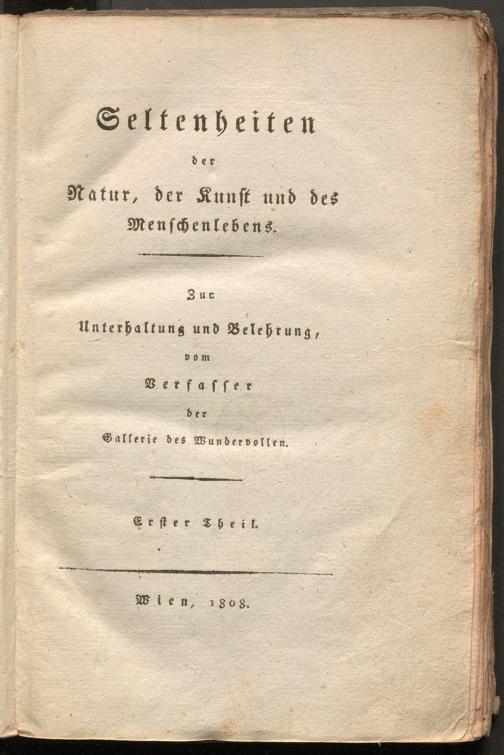 Seltenheiten
der
Natur, der Kunſt und des
Menſchenlebens.
Zur
Unterhaltung und Belehrung,
vom
Verfaſſer
der
Gallerie des Wundervollen.
Erſter Theil.
Wien, 1808.